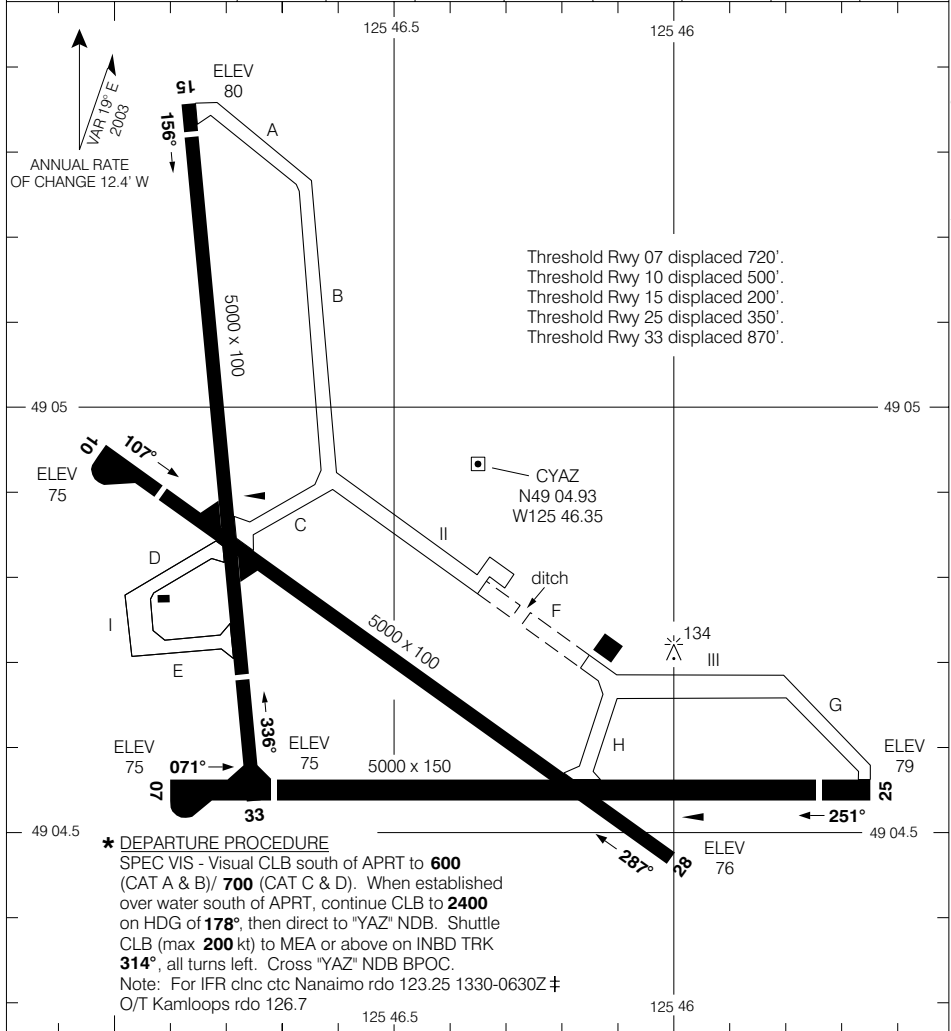 125 46.5
125 46
VAR 19° E
2003
ANNUAL RATE
OF CHANGE 12.4' W
15
ELEV
80
156°
A
B
5000 x 100
Threshold Rwy 07 displaced 720'.
Threshold Rwy 10 displaced 500'.
Threshold Rwy 15 displaced 200'.
Threshold Rwy 25 displaced 350'.
Threshold Rwy 33 displaced 870'.
49 05
49 05
10
107°
ELEV
75
CYAZ
N49 04.93
W125 46.35
C
II
D
ditch
F
I
E
5000 x 100
134
III
G
H
336°
ELEV
75
071°
ELEV
75
5000 x 150
ELEV
79
07
25
33
251°
49 04.5
49 04.5
287°
28
ELEV
76
* DEPARTURE PROCEDURE
SPEC VIS - Visual CLB south of APRT to 600
(CAT A & B)/ 700 (CAT C & D). When established
over water south of APRT, continue CLB to 2400
on HDG of 178°, then direct to "YAZ" NDB. Shuttle
CLB (max 200 kt) to MEA or above on INBD TRK
314°, all turns left. Cross "YAZ" NDB BPOC.
Note: For IFR clnc ctc Nanaimo rdo 123.25 1330-0630Z ‡
O/T Kamloops rdo 126.7
125 46.5
125 46